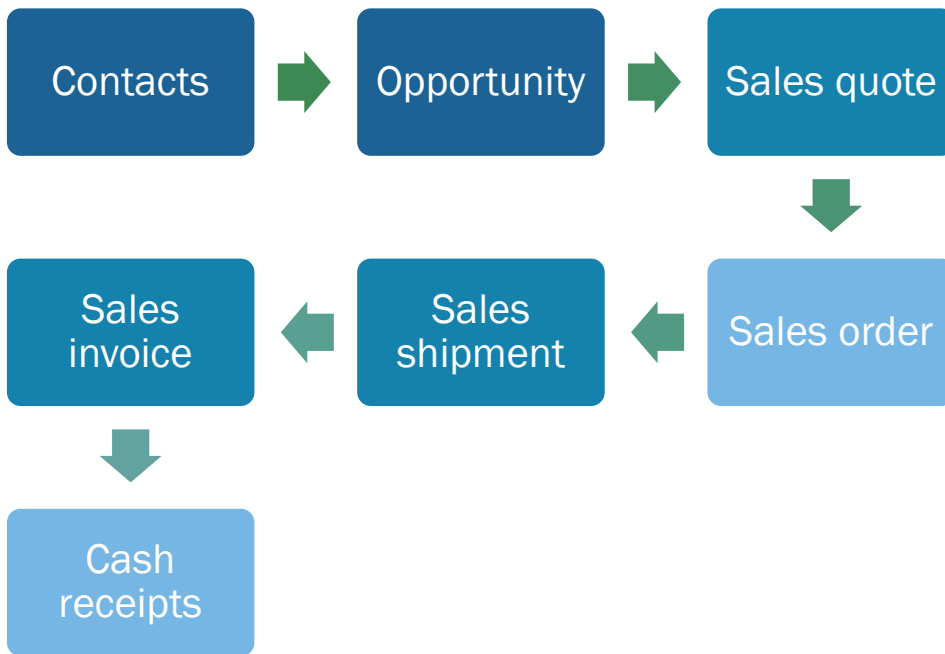 Contacts
Opportunity
Sales quote
Sales order
Sales
shipment
Sales
invoice
Cash
receipts